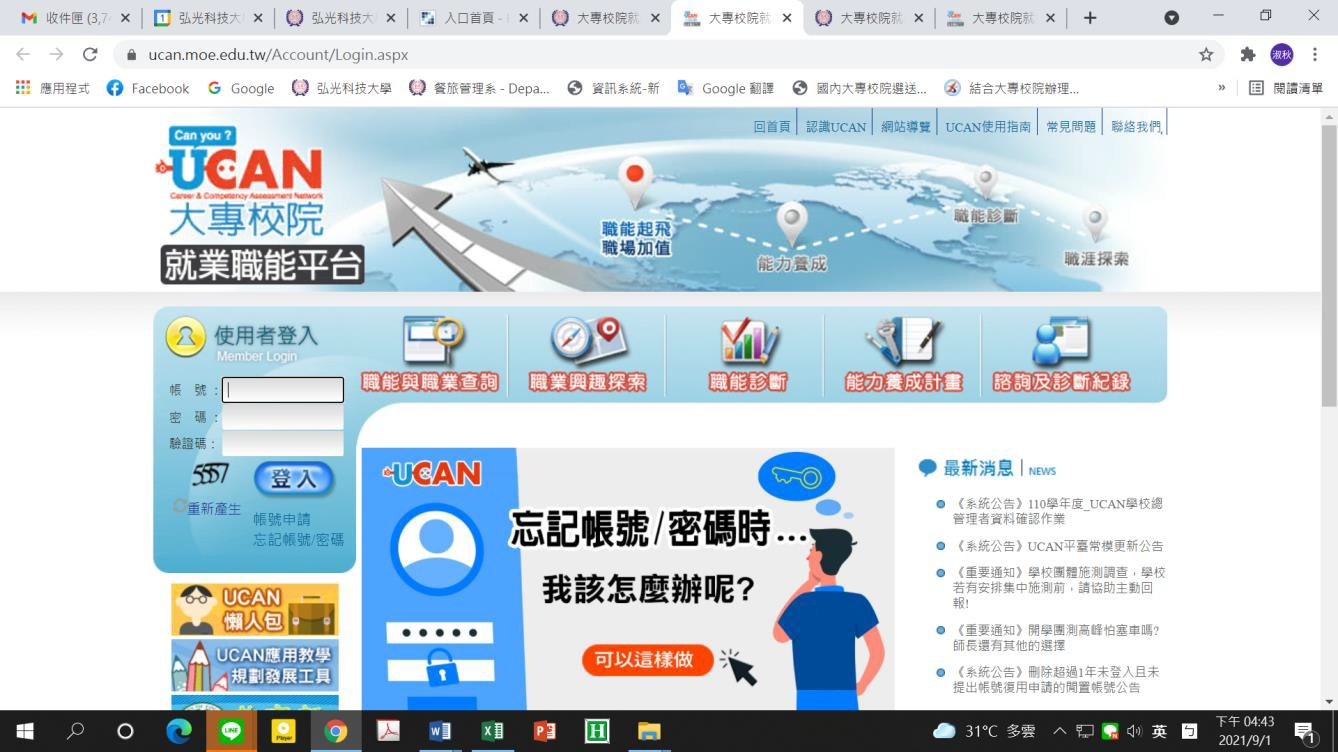 收件匣 (3,7
弘光科技大
弘光科技大
入口首頁 -
大專校院就
大專校院就
大專校院就
大專校院就
ucan.moe.edu.tw/Account/Login.aspx
淑秋
應用程式
Facebook
Google
弘光科技大學
餐旅管理系 - Depa...
資訊系統-新
Google 翻譯
國內大專校院選送...
結合大專校院辦理...
»
閱讀清單
回首頁 認識UCAN 網站導覽 UCAN使用指南 常見問題 聯絡我們
Can you ?
UCAN
Career & Competency Assessment Network
大專校院
就業職能平台
職能起飛
職場加值
能力養成
職能診斷
職涯探索
使用者登入
Member Login
帳 號：
密 碼：
驗證碼：
5557
登入
重新產生
帳號申請
忘記帳號/密碼
職能與職業查詢
職業興趣探索
職能診斷
能力養成計畫
諮詢及診斷紀錄
UCAN
懶人包
UCAN應用教學
規劃發展工具
UCAN
忘記帳號/密碼時...
我該怎麼辦呢?
可以這樣做
最新消息 | NEWS
《系統公告》110學年度_UCAN學校總
管理者資料確認作業
《系統公告》UCAN平臺常模更新公告
《重要通知》學校團體施測調查，學校
若有安排集中施測前，請協助主動回
報!
《重要通知》開學團測高峰怕塞車嗎?
師長還有其他的選擇
《系統公告》刪除超過1年未登入且未
提出帳號復用申請的閒置帳號公告
LINE
Player
31°C 多雲
英
下午 04:43
2021/9/1
1